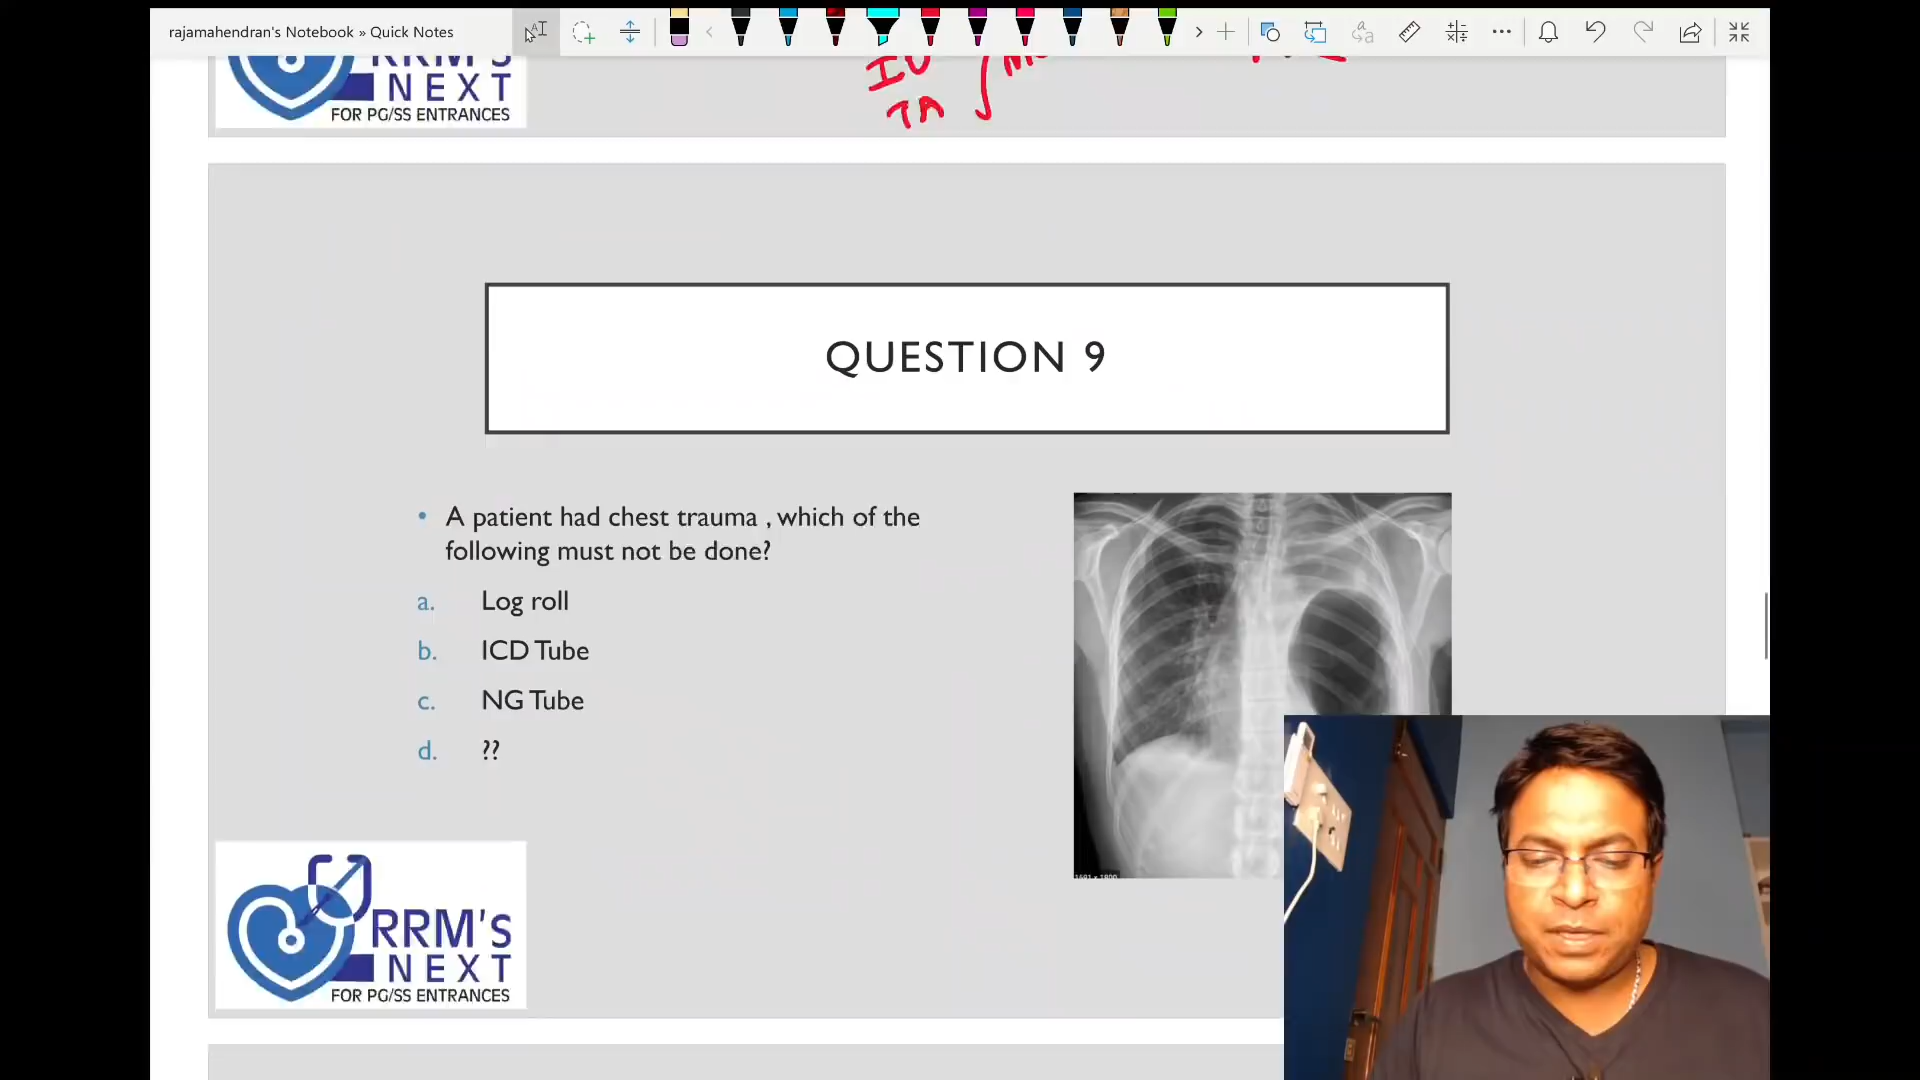 rajamahendran's Notebook » Quick Notes
NEXT
FOR PG/SS ENTRANCES
QUESTION 9
• A patient had chest trauma , which of the
following must not be done?
a. Log roll
b. ICD Tube
c. NG Tube
d. ??
RRM'S
NEXT
FOR PG/SS ENTRANCES